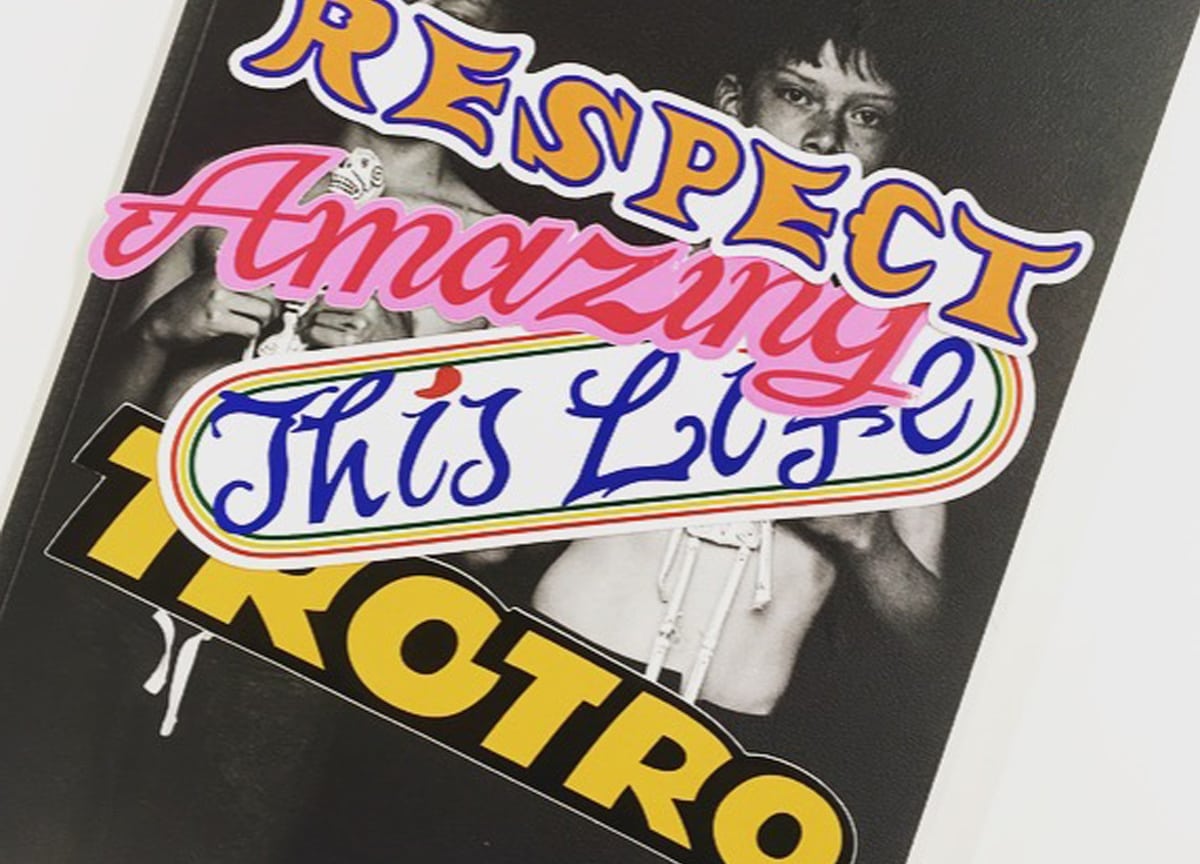 RESPECT
Amazing
This Life
TROTRO